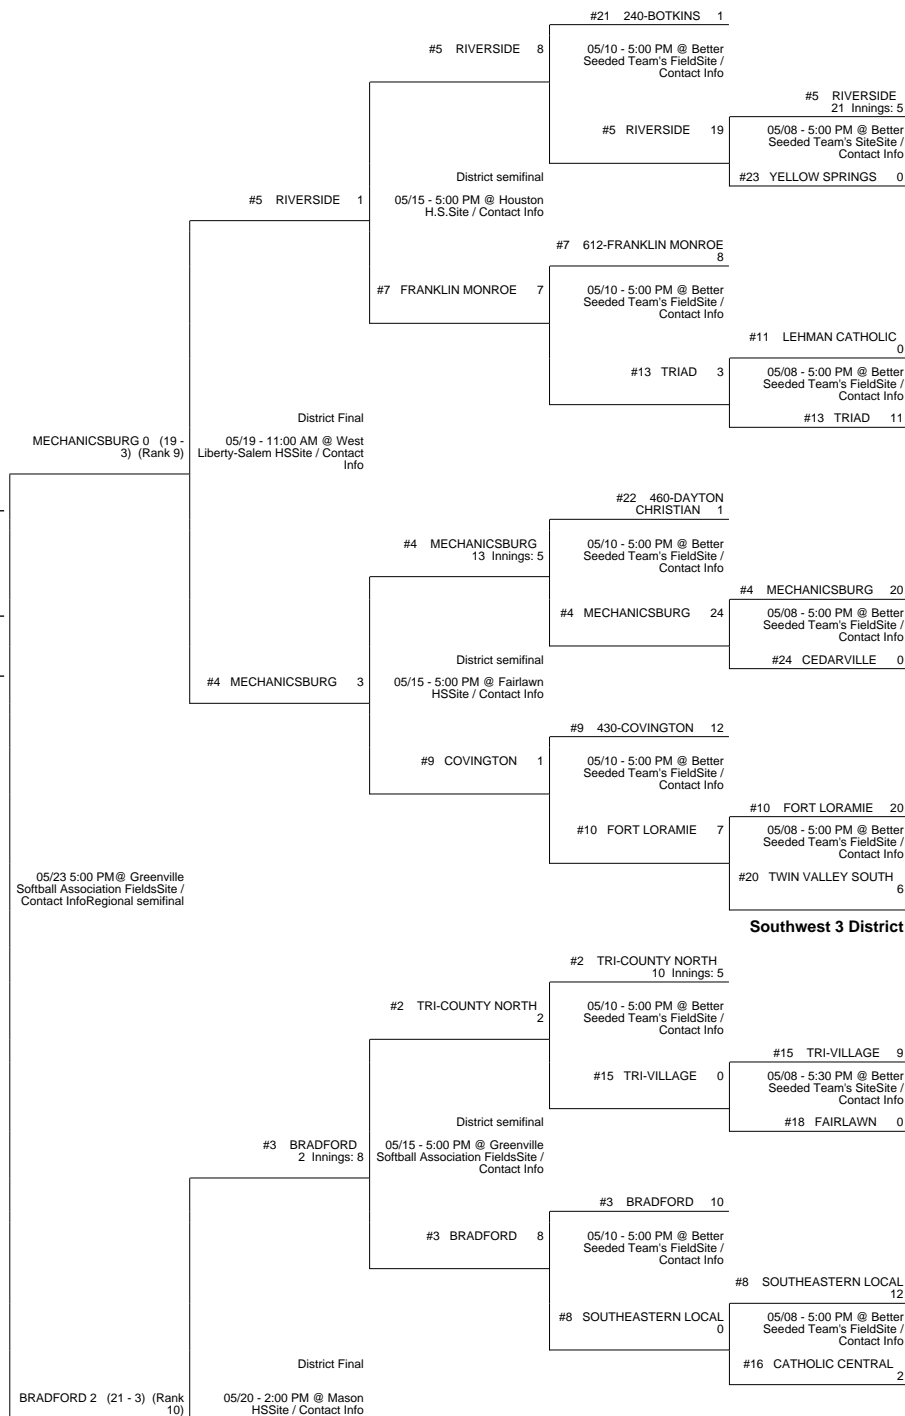 #21 240-BOTKINS 1
#5 RIVERSIDE 8
05/10 - 5:00 PM @ Better
Seeded Team's FieldSite /
Contact Info
#5 RIVERSIDE
21 Innings: 5
#5 RIVERSIDE 19
05/08 - 5:00 PM @ Better
Seeded Team's SiteSite /
Contact Info
#23 YELLOW SPRINGS 0
District semifinal
05/15 - 5:00 PM @ Houston
H.S.Site / Contact Info
#5 RIVERSIDE 1
#7 612-FRANKLIN MONROE
8
#7 FRANKLIN MONROE 7
05/10 - 5:00 PM @ Better
Seeded Team's FieldSite /
Contact Info
#11 LEHMAN CATHOLIC
0
#13 TRIAD 3
05/08 - 5:00 PM @ Better
Seeded Team's FieldSite /
Contact Info
#13 TRIAD 11
District Final
05/19 - 11:00 AM @ West
Liberty-Salem HSSite / Contact
Info
MECHANICSBURG 0 (19 -
3) (Rank 9)
#22 460-DAYTON
CHRISTIAN 1
#4 MECHANICSBURG
13 Innings: 5
05/10 - 5:00 PM @ Better
Seeded Team's FieldSite /
Contact Info
#4 MECHANICSBURG 20
#4 MECHANICSBURG 24
05/08 - 5:00 PM @ Better
Seeded Team's FieldSite /
Contact Info
#24 CEDARVILLE 0
District semifinal
05/15 - 5:00 PM @ Fairlawn
HSSite / Contact Info
#4 MECHANICSBURG 3
#9 430-COVINGTON 12
#9 COVINGTON 1
05/10 - 5:00 PM @ Better
Seeded Team's FieldSite /
Contact Info
#10 FORT LORAMIE 20
#10 FORT LORAMIE 7
05/08 - 5:00 PM @ Better
Seeded Team's FieldSite /
Contact Info
#20 TWIN VALLEY SOUTH
6
05/23 5:00 PM@ Greenville
Softball Association FieldsSite /
Contact InfoRegional semifinal
Southwest 3 District
#2 TRI-COUNTY NORTH
10 Innings: 5
#2 TRI-COUNTY NORTH
2
05/10 - 5:00 PM @ Better
Seeded Team's FieldSite /
Contact Info
#15 TRI-VILLAGE 9
#15 TRI-VILLAGE 0
05/08 - 5:30 PM @ Better
Seeded Team's SiteSite /
Contact Info
#18 FAIRLAWN 0
District semifinal
05/15 - 5:00 PM @ Greenville
Softball Association FieldsSite /
Contact Info
#3 BRADFORD
2 Innings: 8
#3 BRADFORD 10
#3 BRADFORD 8
05/10 - 5:00 PM @ Better
Seeded Team's FieldSite /
Contact Info
#8 SOUTHEASTERN LOCAL
12
#8 SOUTHEASTERN LOCAL
0
05/08 - 5:00 PM @ Better
Seeded Team's FieldSite /
Contact Info
#16 CATHOLIC CENTRAL
2
District Final
05/20 - 2:00 PM @ Mason
HSSite / Contact Info
BRADFORD 2 (21 - 3) (Rank
10)